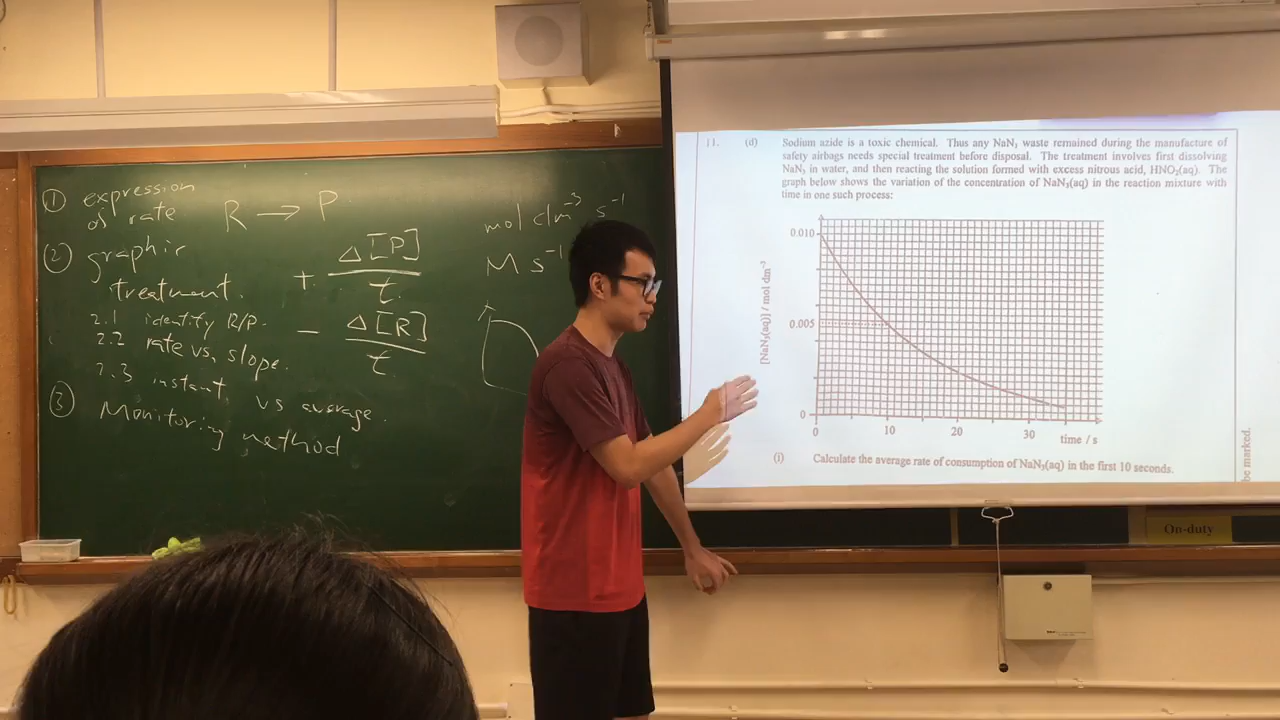 ① expression
of rate
R → P
② graphic
treatment.
2.1 identify R/P.
2.2 rate vs. slope.
2.3 instant. vs average.
③ Monitoring method
+ Δ[P]
t.
− Δ[R]
t
mol dm⁻³ s⁻¹
M s⁻¹
11. (d) Sodium azide is a toxic chemical. Thus any NaN₃ waste remained during the manufacture of
safety airbags needs special treatment before disposal. The treatment involves first dissolving
NaN₃ in water, and then reacting the solution formed with excess nitrous acid, HNO₂(aq). The
graph below shows the variation of the concentration of NaN₃(aq) in the reaction mixture with
time in one such process:
[NaN₃(aq)] / mol dm⁻³
0.010
0.005
0
0 10 20 30 time / s
(i) Calculate the average rate of consumption of NaN₃(aq) in the first 10 seconds.
be marked.
On-duty